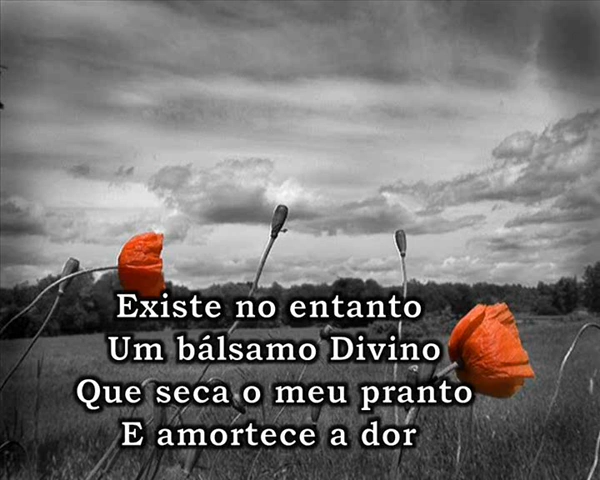 Existe no entanto
Um bálsamo Divino
Que seca o meu pranto
E amortece a dor